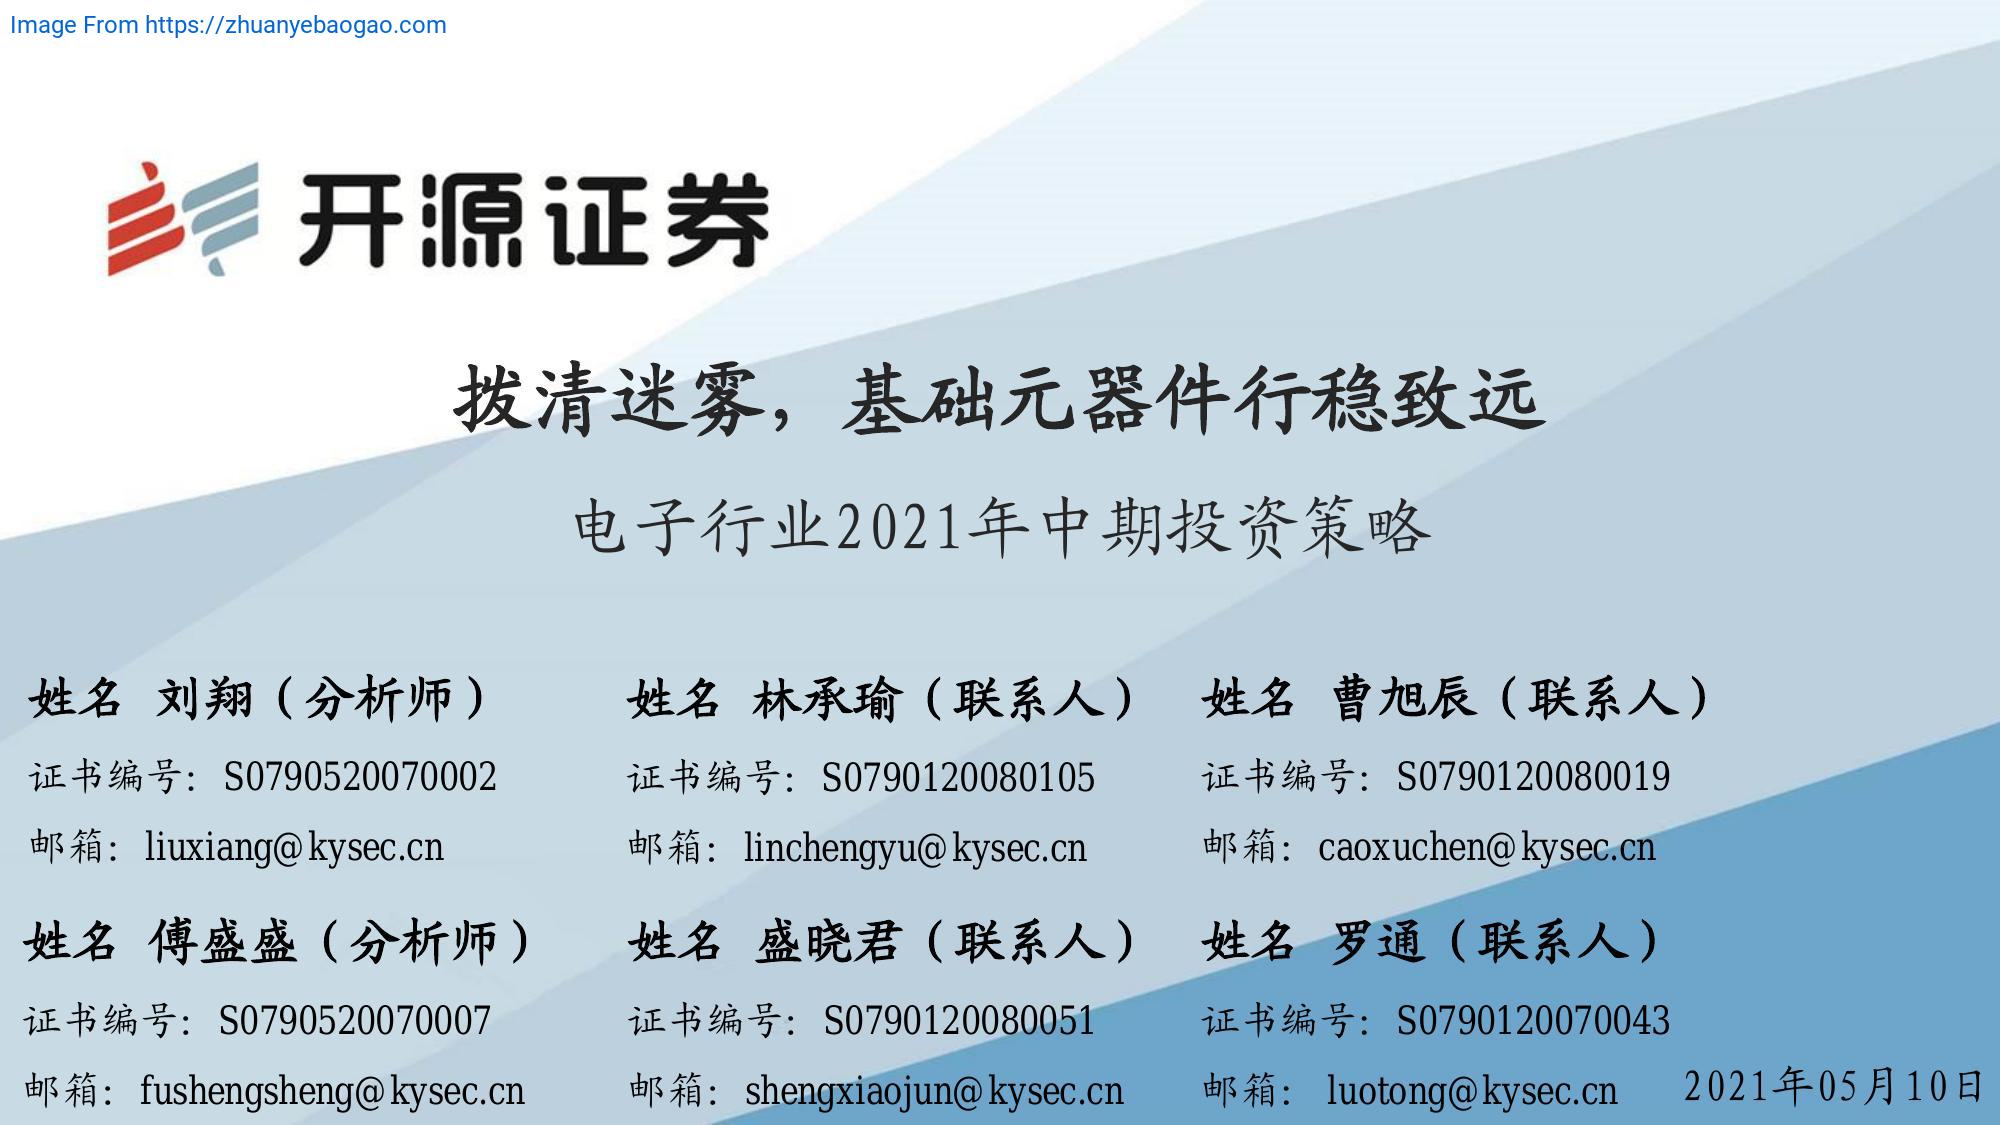 Image From https://zhuanyebaogao.com
开源证券
拨清迷雾，基础元器件行稳致远
电子行业2021年中期投资策略
姓名 刘翔（分析师）
证书编号：S0790520070002
邮箱：liuxiang@kysec.cn
姓名 林承瑜（联系人）
证书编号：S0790120080105
邮箱：linchengyu@kysec.cn
姓名 曹旭辰（联系人）
证书编号：S0790120080019
邮箱：caoxuchen@kysec.cn
姓名 傅盛盛（分析师）
证书编号：S0790520070007
邮箱：fushengsheng@kysec.cn
姓名 盛晓君（联系人）
证书编号：S0790120080051
邮箱：shengxiaojun@kysec.cn
姓名 罗通（联系人）
证书编号：S0790120070043
邮箱：luotong@kysec.cn
2021年05月10日